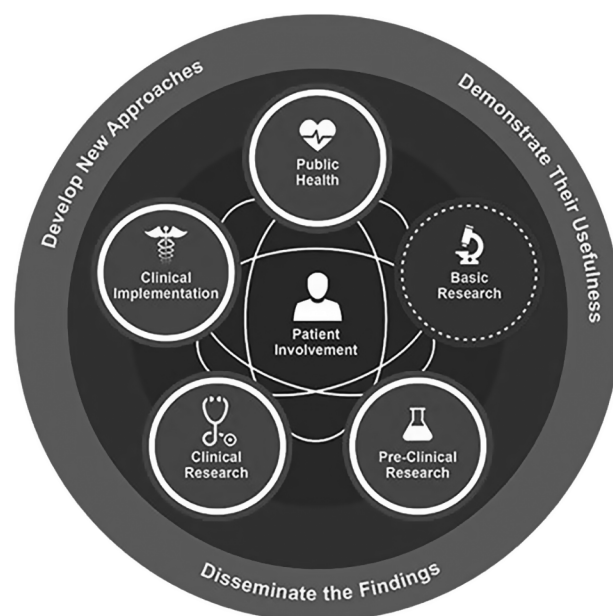 Develop New Approaches
Demonstrate Their Usefulness
Public
Health
Clinical
Implementation
Basic
Research
Patient
Involvement
Clinical
Research
Pre-Clinical
Research
Disseminate the Findings